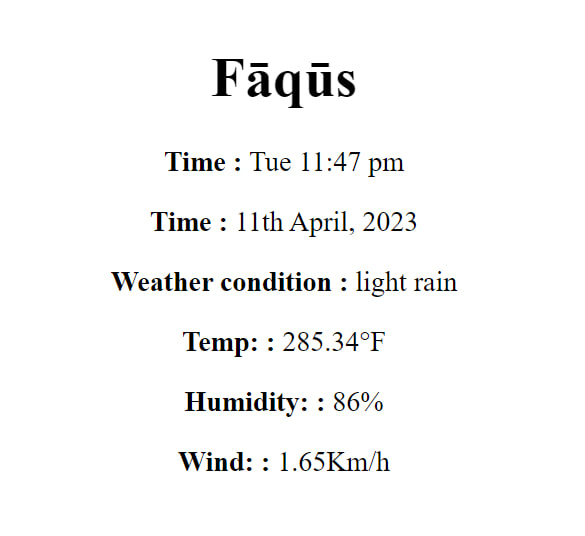 Fāqūs
Time : Tue 11:47 pm
Time : 11th April, 2023
Weather condition : light rain
Temp: : 285.34°F
Humidity: : 86%
Wind: : 1.65Km/h